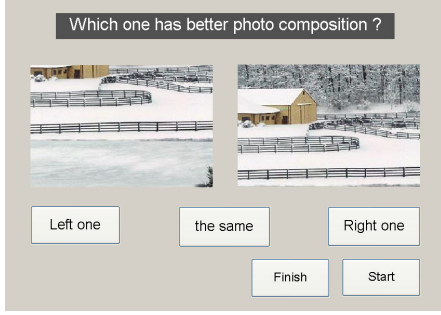 Which one has better photo composition ?
Left one
the same
Right one
Finish
Start